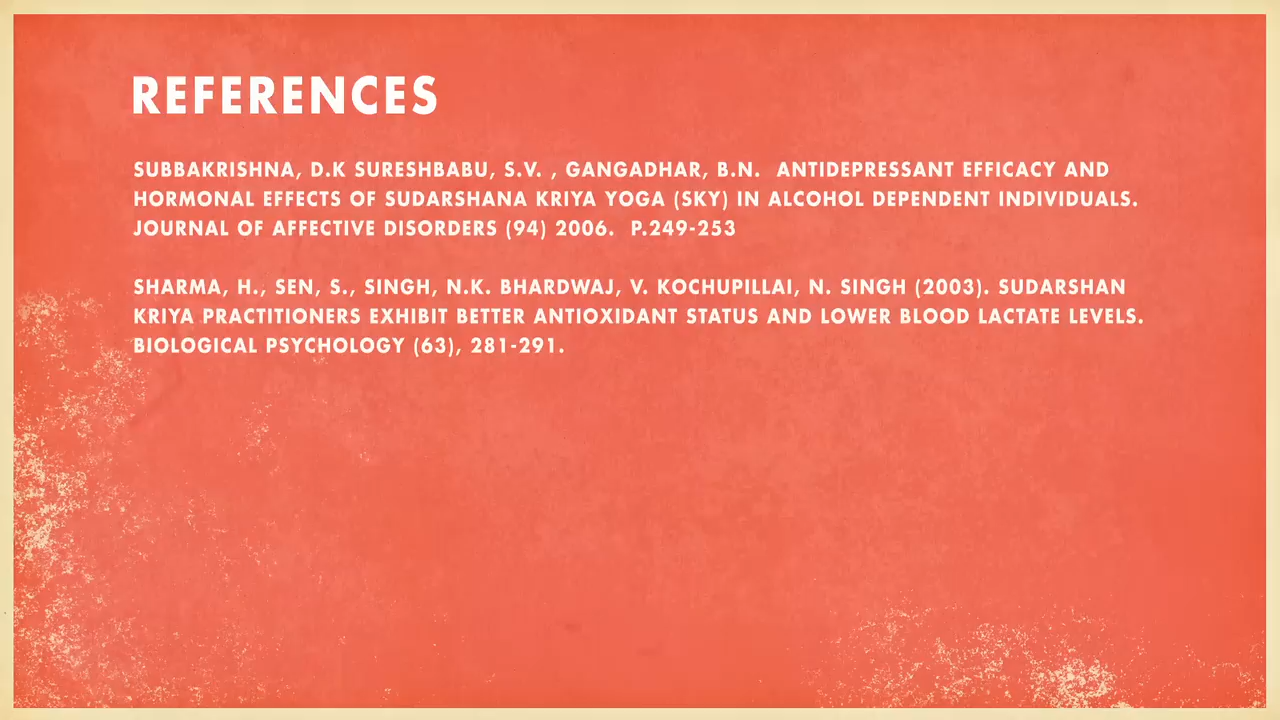 REFERENCES
SUBBAKRISHNA, D.K SURESHBABU, S.V. , GANGADHAR, B.N.  ANTIDEPRESSANT EFFICACY AND
HORMONAL EFFECTS OF SUDARSHANA KRIYA YOGA (SKY) IN ALCOHOL DEPENDENT INDIVIDUALS.
JOURNAL OF AFFECTIVE DISORDERS (94) 2006.  P.249-253
SHARMA, H., SEN, S., SINGH, N.K. BHARDWAJ, V. KOCHUPILLAI, N. SINGH (2003). SUDARSHAN
KRIYA PRACTITIONERS EXHIBIT BETTER ANTIOXIDANT STATUS AND LOWER BLOOD LACTATE LEVELS.
BIOLOGICAL PSYCHOLOGY (63), 281-291.